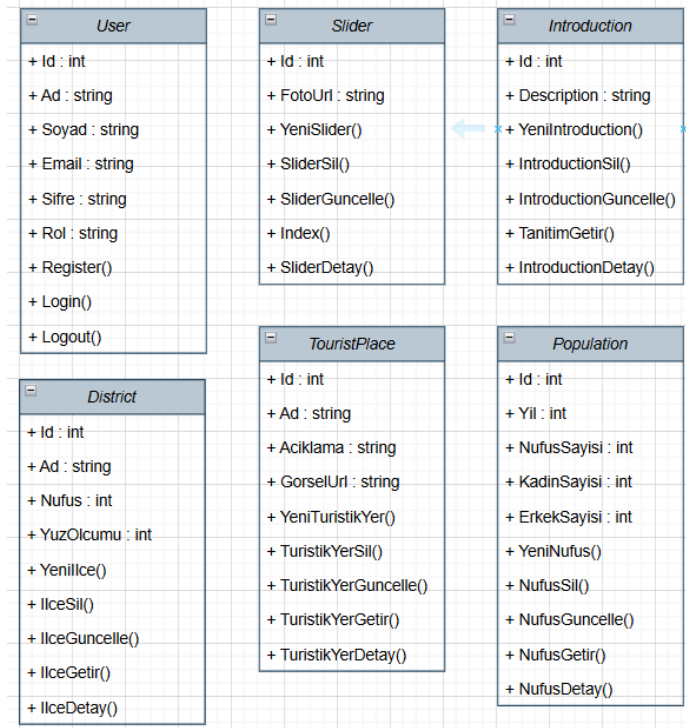 User
+ Id : int
+ Ad : string
+ Soyad : string
+ Email : string
+ Sifre : string
+ Rol : string
+ Register()
+ Login()
+ Logout()
Slider
+ Id : int
+ FotoUrl : string
+ YeniSlider()
+ SliderSil()
+ SliderGuncelle()
+ Index()
+ SliderDetay()
Introduction
+ Id : int
+ Description : string
+ YeniIntroduction()
+ IntroductionSil()
+ IntroductionGuncelle()
+ TanitimGetir()
+ IntroductionDetay()
District
+ Id : int
+ Ad : string
+ Nufus : int
+ YuzOlcumu : int
+ YeniIlce()
+ IlceSil()
+ IlceGuncelle()
+ IlceGetir()
+ IlceDetay()
TouristPlace
+ Id : int
+ Ad : string
+ Aciklama : string
+ GorselUrl : string
+ YeniTuristikYer()
+ TuristikYerSil()
+ TuristikYerGuncelle()
+ TuristikYerGetir()
+ TuristikYerDetay()
Population
+ Id : int
+ Yil : int
+ NufusSayisi : int
+ KadinSayisi : int
+ ErkekSayisi : int
+ YeniNufus()
+ NufusSil()
+ NufusGuncelle()
+ NufusGetir()
+ NufusDetay()